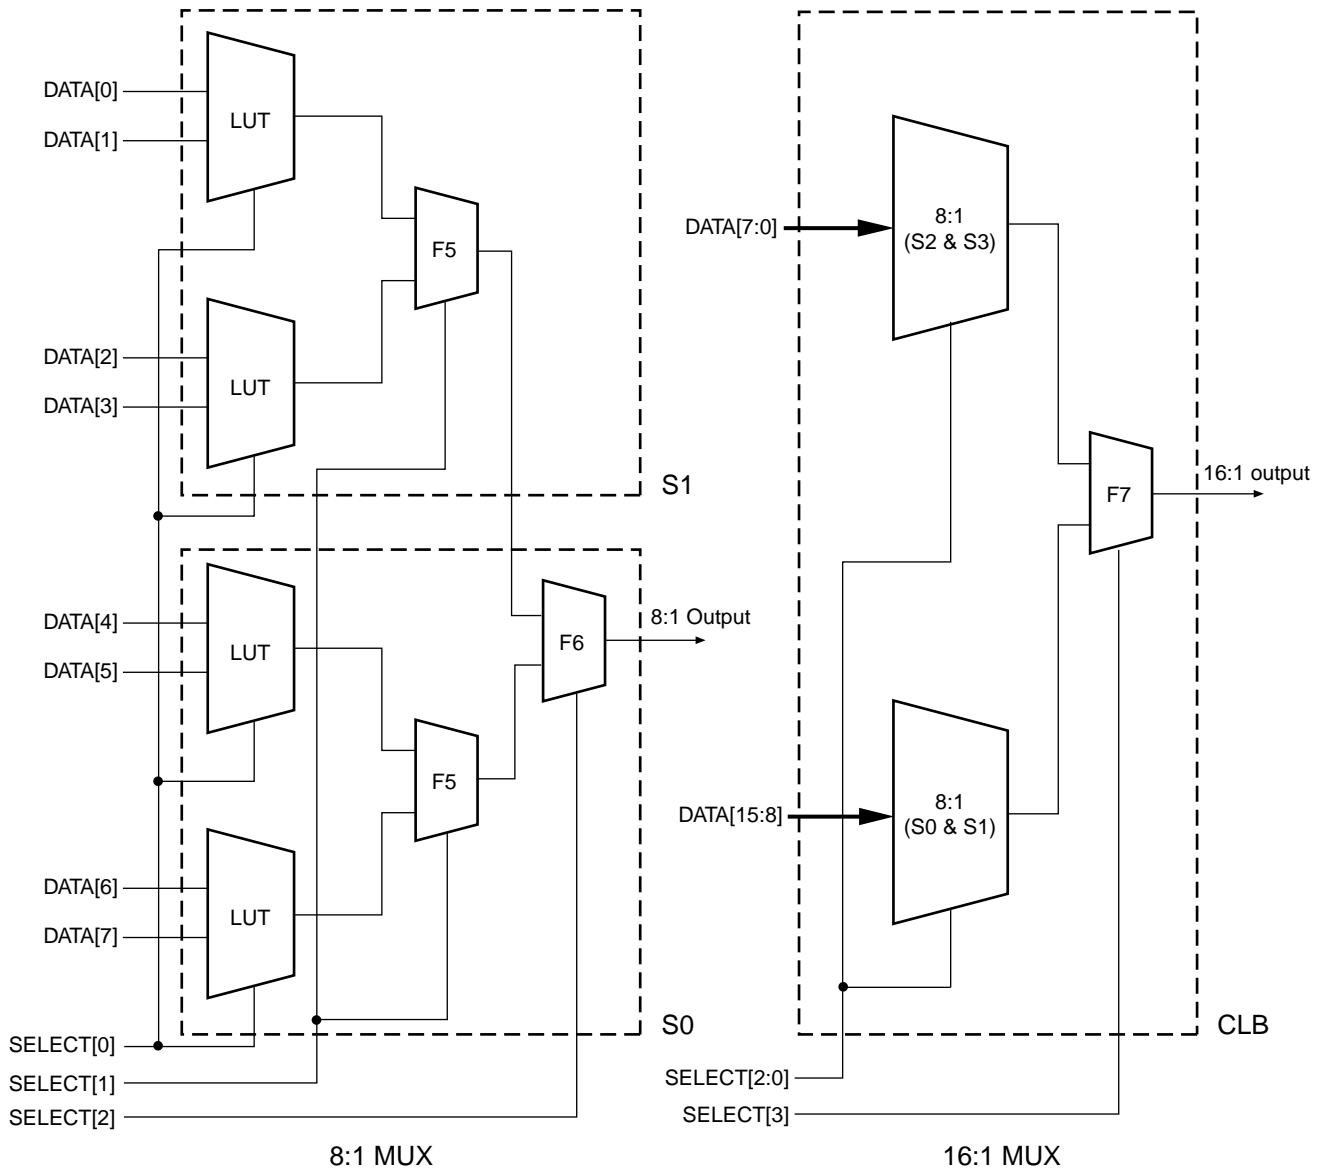 DATA[0]
DATA[1]
LUT
F5
DATA[2]
DATA[3]
LUT
S1
DATA[4]
DATA[5]
LUT
F6
8:1 Output
F5
DATA[6]
DATA[7]
LUT
S0
SELECT[0]
SELECT[1]
SELECT[2]
8:1 MUX
DATA[7:0]
8:1
(S2 & S3)
F7
16:1 output
DATA[15:8]
8:1
(S0 & S1)
CLB
SELECT[2:0]
SELECT[3]
16:1 MUX